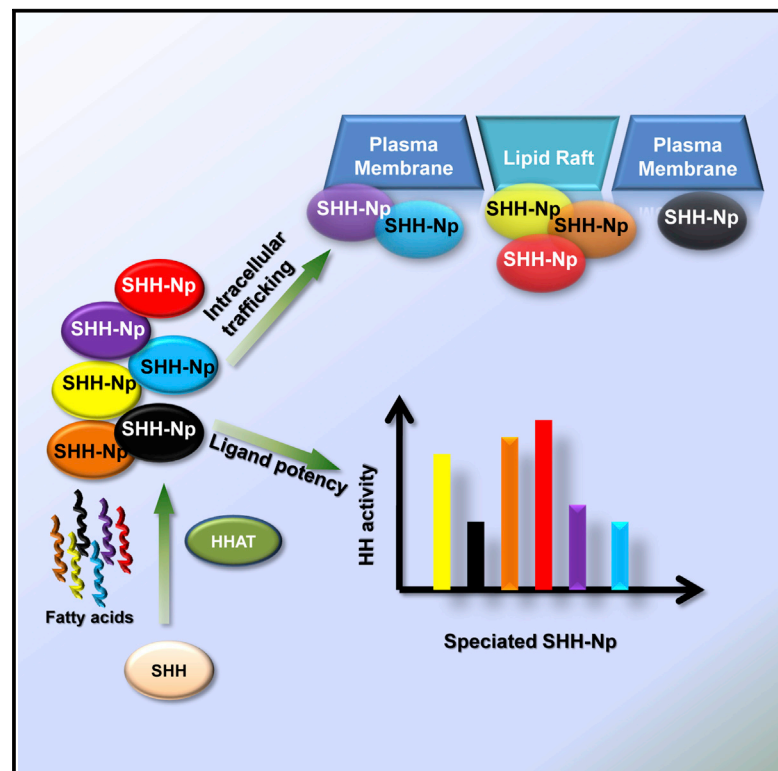 Plasma
Membrane
Lipid Raft
Plasma
Membrane
SHH-Np
SHH-Np
SHH-Np
SHH-Np
SHH-Np
SHH-Np
Intracellular
trafficking
SHH-Np
SHH-Np
SHH-Np
SHH-Np
SHH-Np
SHH-Np
Ligand potency
HH activity
HHAT
Fatty acids
Speciated SHH-Np
SHH